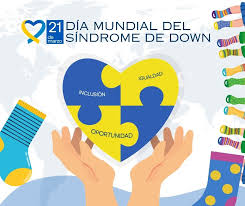 21
de marzo
DÍA MUNDIAL DEL
SÍNDROME DE DOWN
IGUALDAD
INCLUSIÓN
OPORTUNIDAD